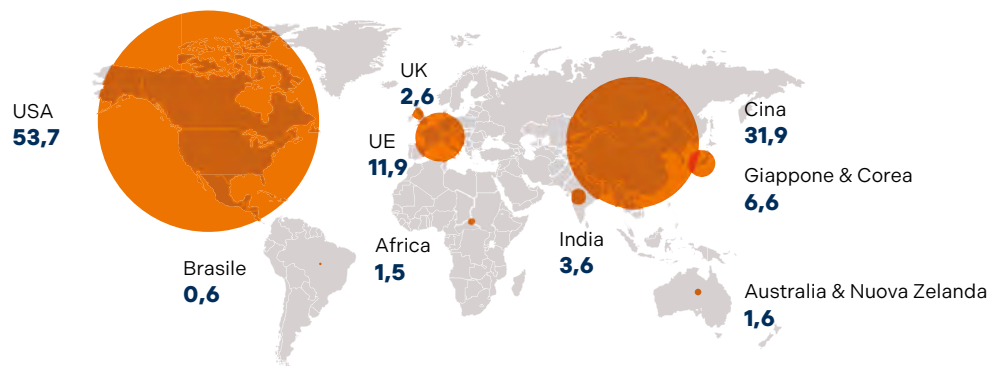 USA
53,7
UK
2,6
UE
11,9
Cina
31,9
Giappone & Corea
6,6
Africa
1,5
India
3,6
Brasile
0,6
Australia & Nuova Zelanda
1,6